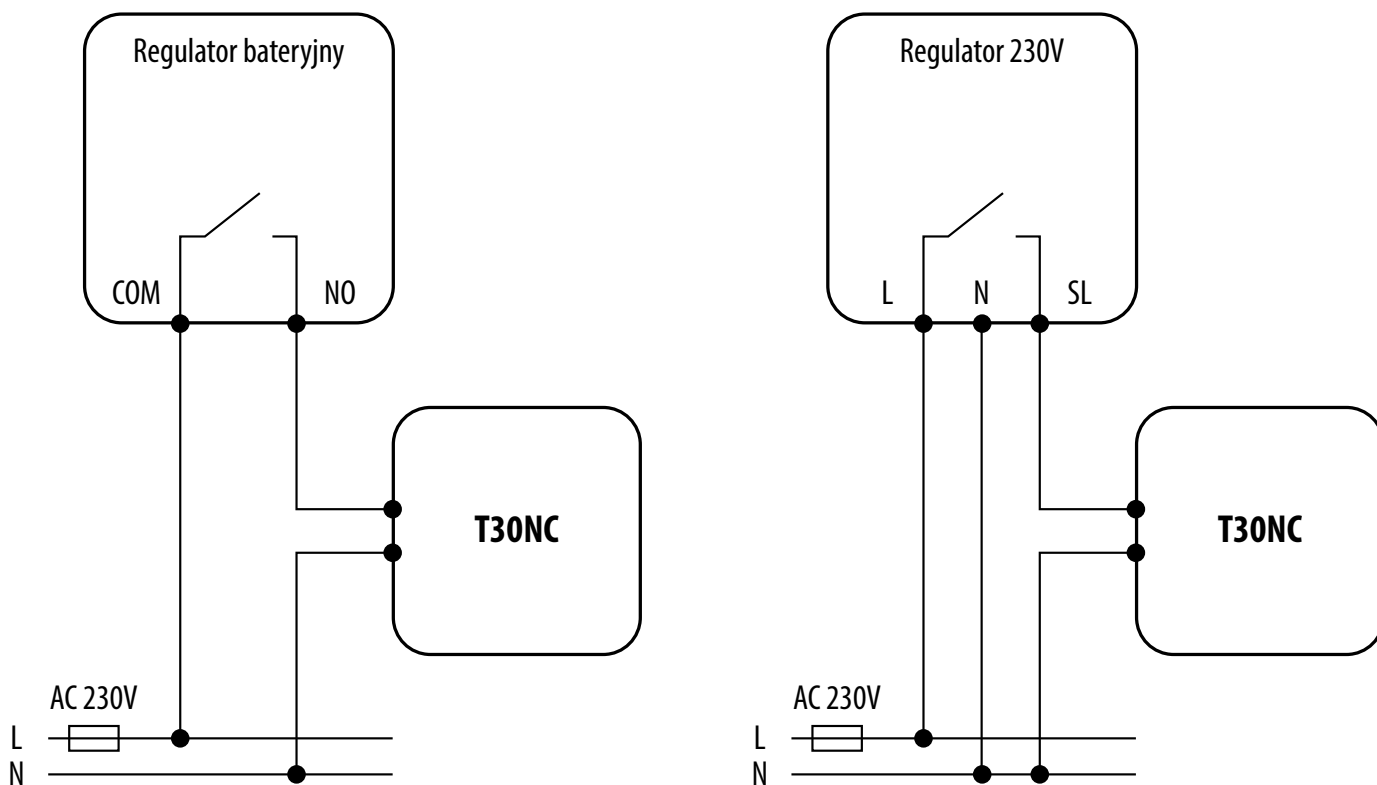 Regulator bateryjny
COM NO
T30NC
AC 230V
L
N
Regulator 230V
L N SL
T30NC
AC 230V
L
N